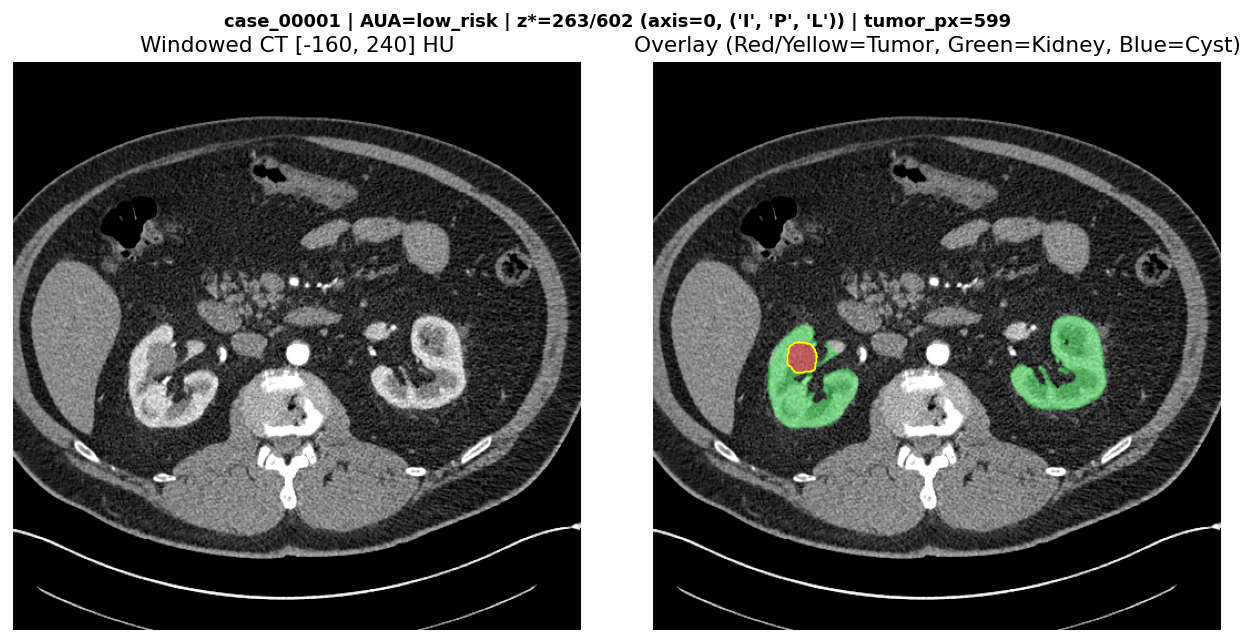 case_00001 | AUA=low_risk | z*=263/602 (axis=0, ('I', 'P', 'L')) | tumor_px=599
Windowed CT [-160, 240] HU
Overlay (Red/Yellow=Tumor, Green=Kidney, Blue=Cyst)